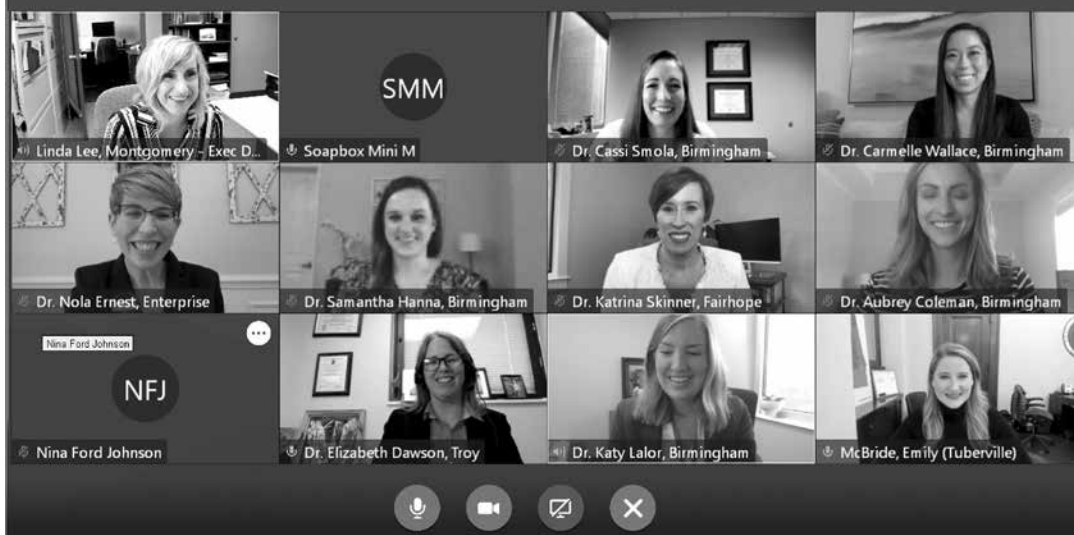 SMM
Linda Lee, Montgomery - Exec D...
Soapbox Mini M
Dr. Cassi Smola, Birmingham
Dr. Carmelle Wallace, Birmingham
Dr. Nola Ernest, Enterprise
Dr. Samantha Hanna, Birmingham
Dr. Katrina Skinner, Fairhope
Dr. Aubrey Coleman, Birmingham
Nina Ford Johnson
NFJ
Nina Ford Johnson
Dr. Elizabeth Dawson, Troy
Dr. Katy Lalor, Birmingham
McBride, Emily (Tuberville)